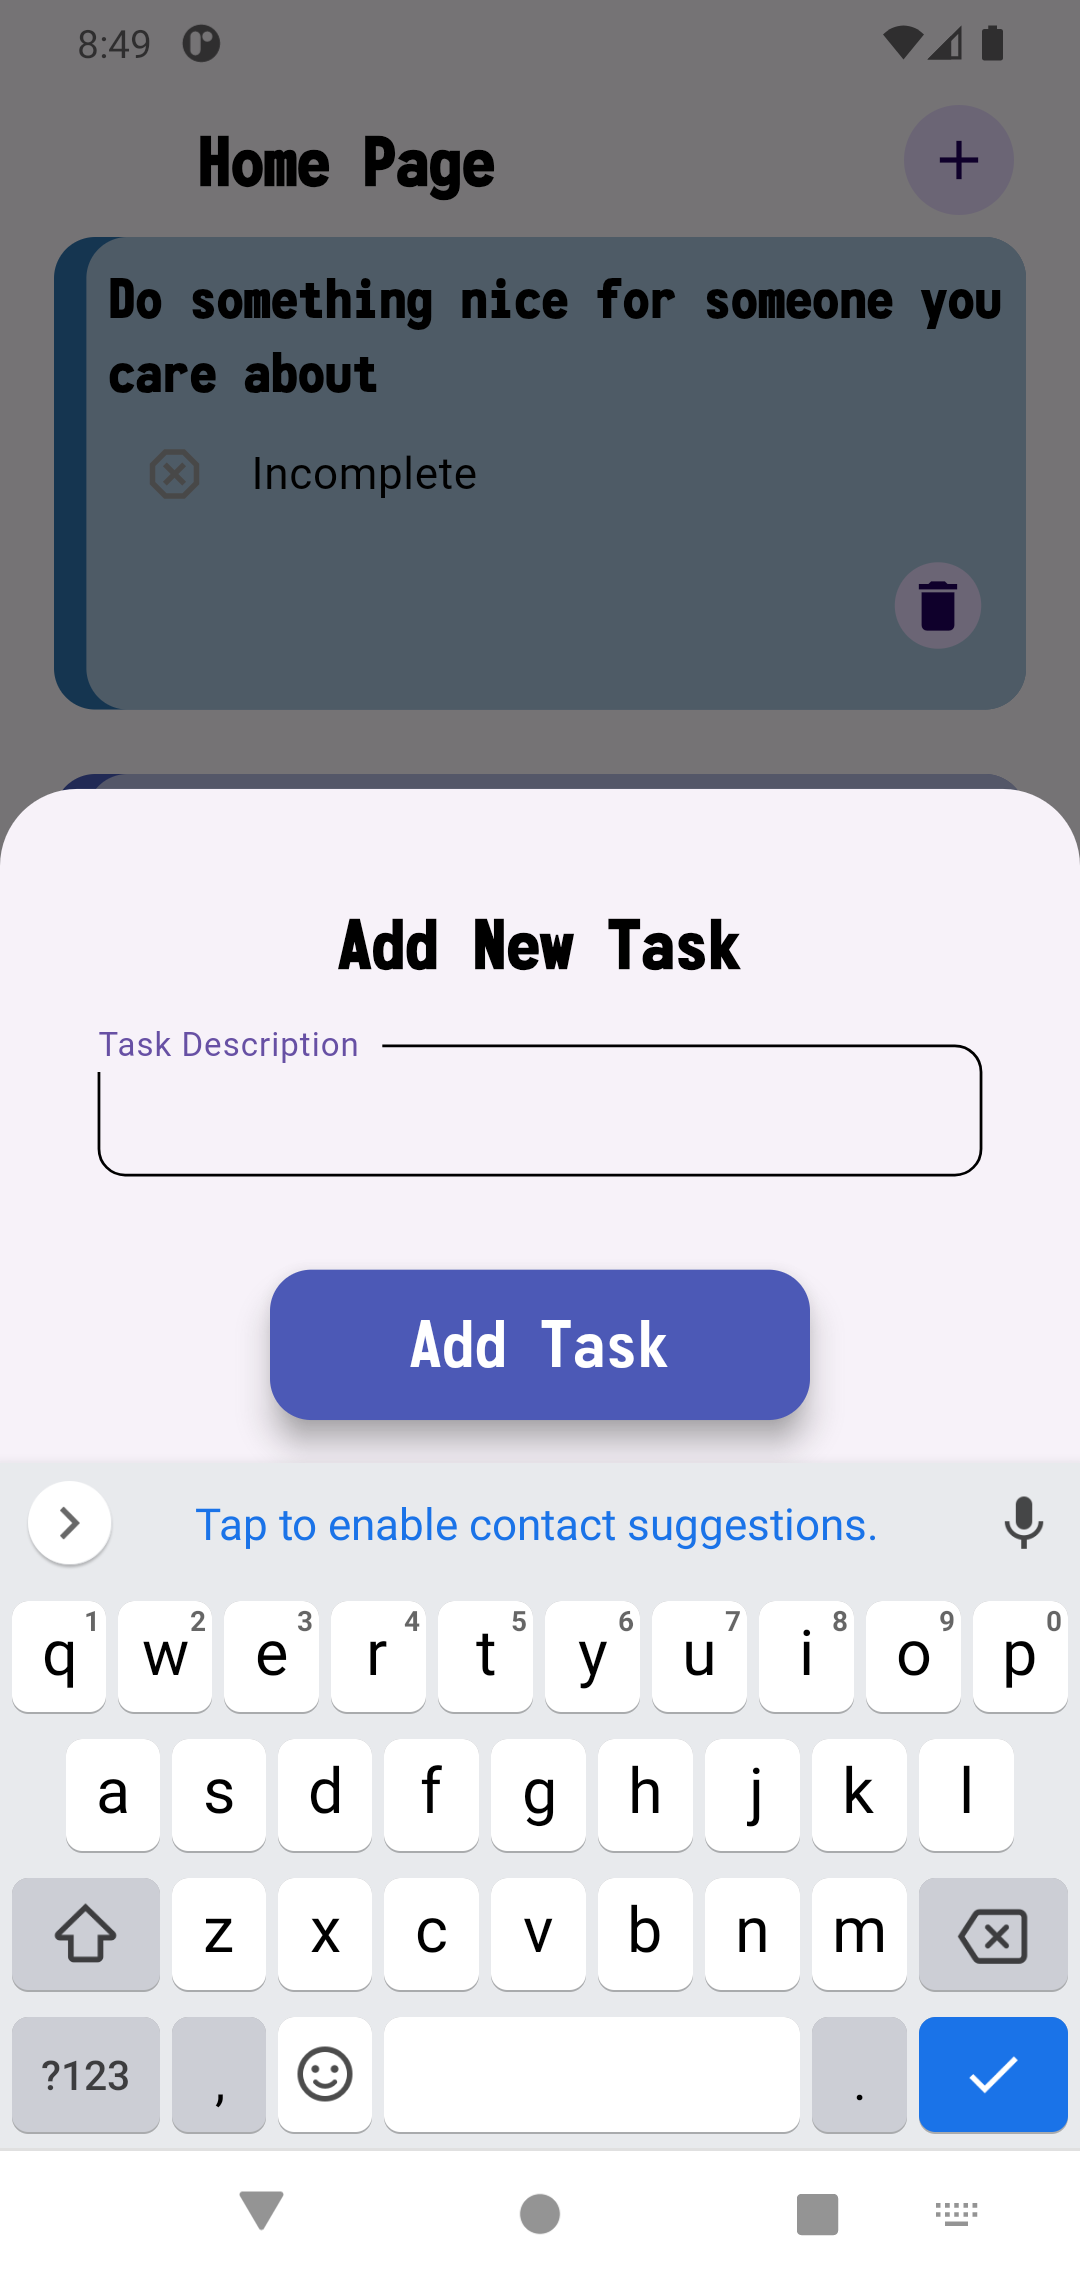 8:49
Home Page
Do something nice for someone you
care about
Incomplete
Add New Task
Task Description
Add Task
Tap to enable contact suggestions.
q 1 w 2 e 3 r 4 t 5 y 6 u 7 i 8 o 9 p 0
a s d f g h j k l
z x c v b n m
?123 , .